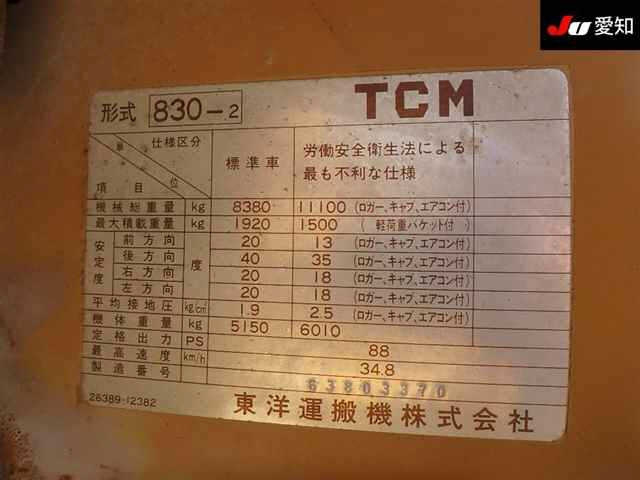 JU 愛知
TCM
形式 830-2
単位 仕様区分 項目 標準車 労働安全衛生法による
最も不利な仕様
機械総重量 kg 8380 11100 (ロガー、キャブ、エアコン付)
最大積載重量 kg 1920 1500 (軽荷重バケット付)
安定度 前方向 度 20 13 (ロガー、キャブ、エアコン付)
後方向 40 35 (ロガー、キャブ、エアコン付)
右方向 20 18 (ロガー、キャブ、エアコン付)
左方向 20 18 (ロガー、キャブ、エアコン付)
平均接地圧 kg/cm² 1.9 2.5 (ロガー、キャブ、エアコン付)
機体重量 kg 5150 6010
定格出力 PS 88
最高速度 km/h 34.8
製造番号 63803370
26389-12382 東洋運搬機株式会社